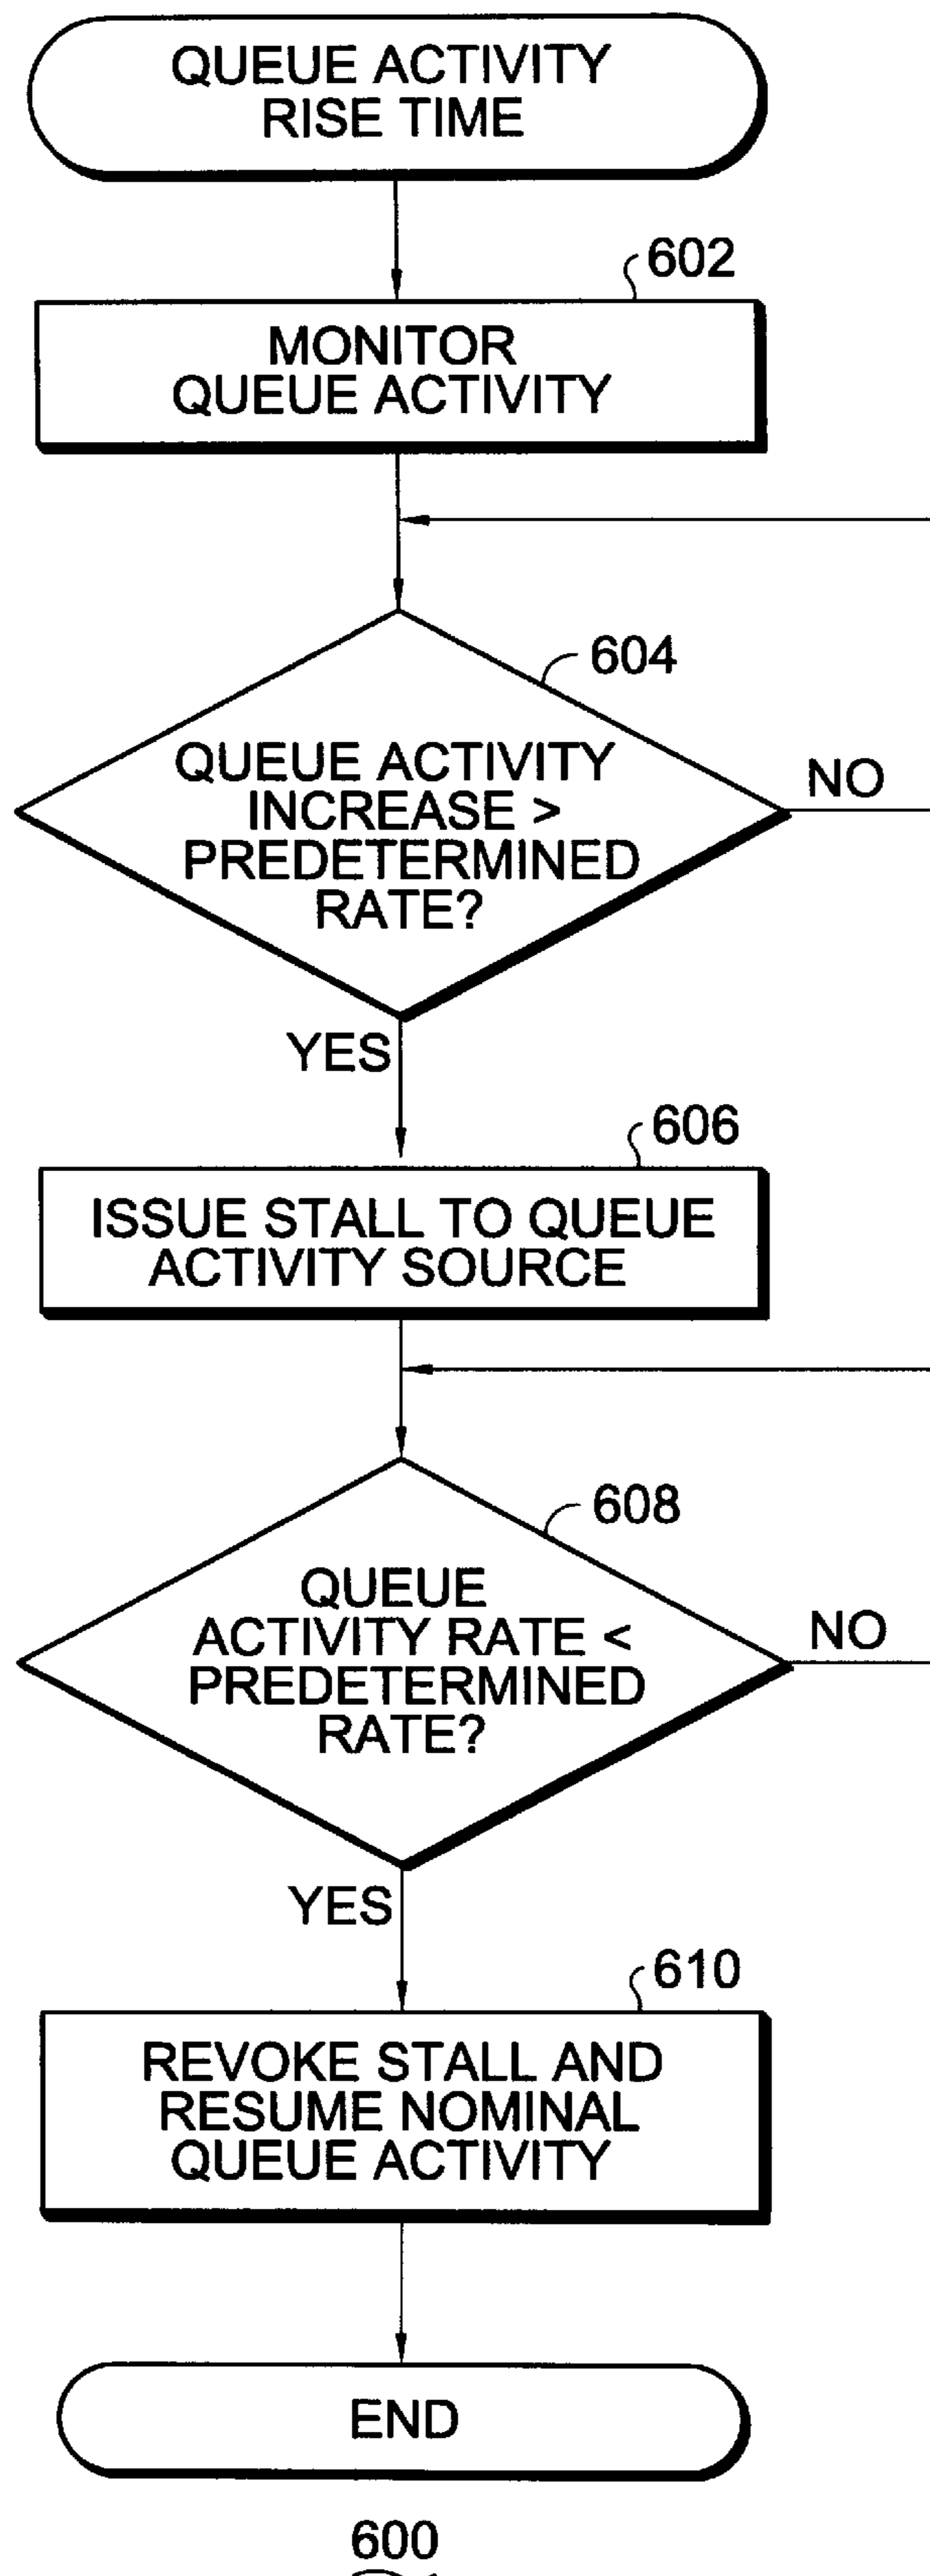 QUEUE ACTIVITY
RISE TIME
602
MONITOR
QUEUE ACTIVITY
604
QUEUE ACTIVITY
INCREASE >
PREDETERMINED
RATE?
NO
YES
606
ISSUE STALL TO QUEUE
ACTIVITY SOURCE
608
QUEUE
ACTIVITY RATE <
PREDETERMINED
RATE?
NO
YES
610
REVOKE STALL AND
RESUME NOMINAL
QUEUE ACTIVITY
END
600